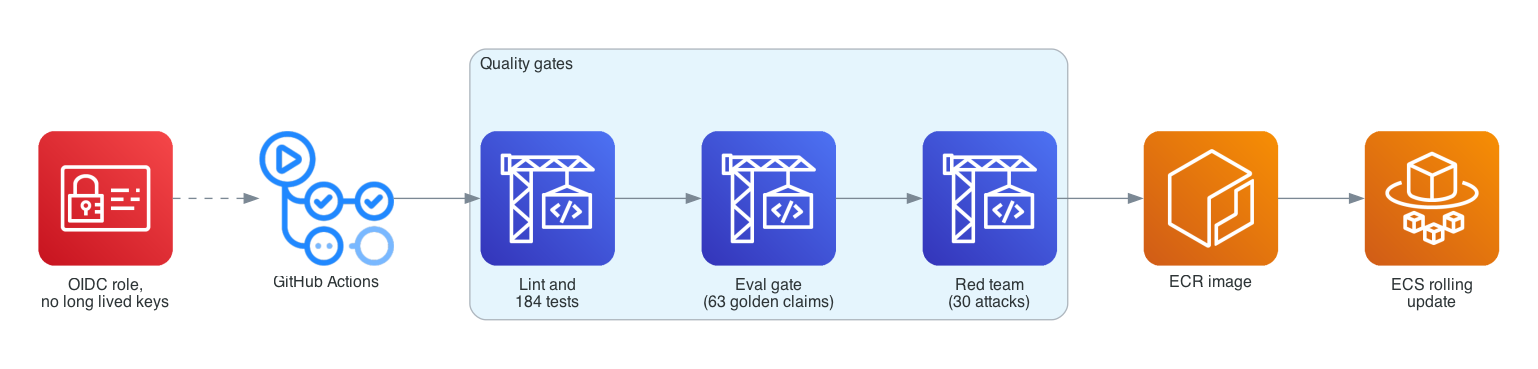 Quality gates
OIDC role,
no long lived keys
GitHub Actions
Lint and
184 tests
Eval gate
(63 golden claims)
Red team
(30 attacks)
ECR image
ECS rolling
update